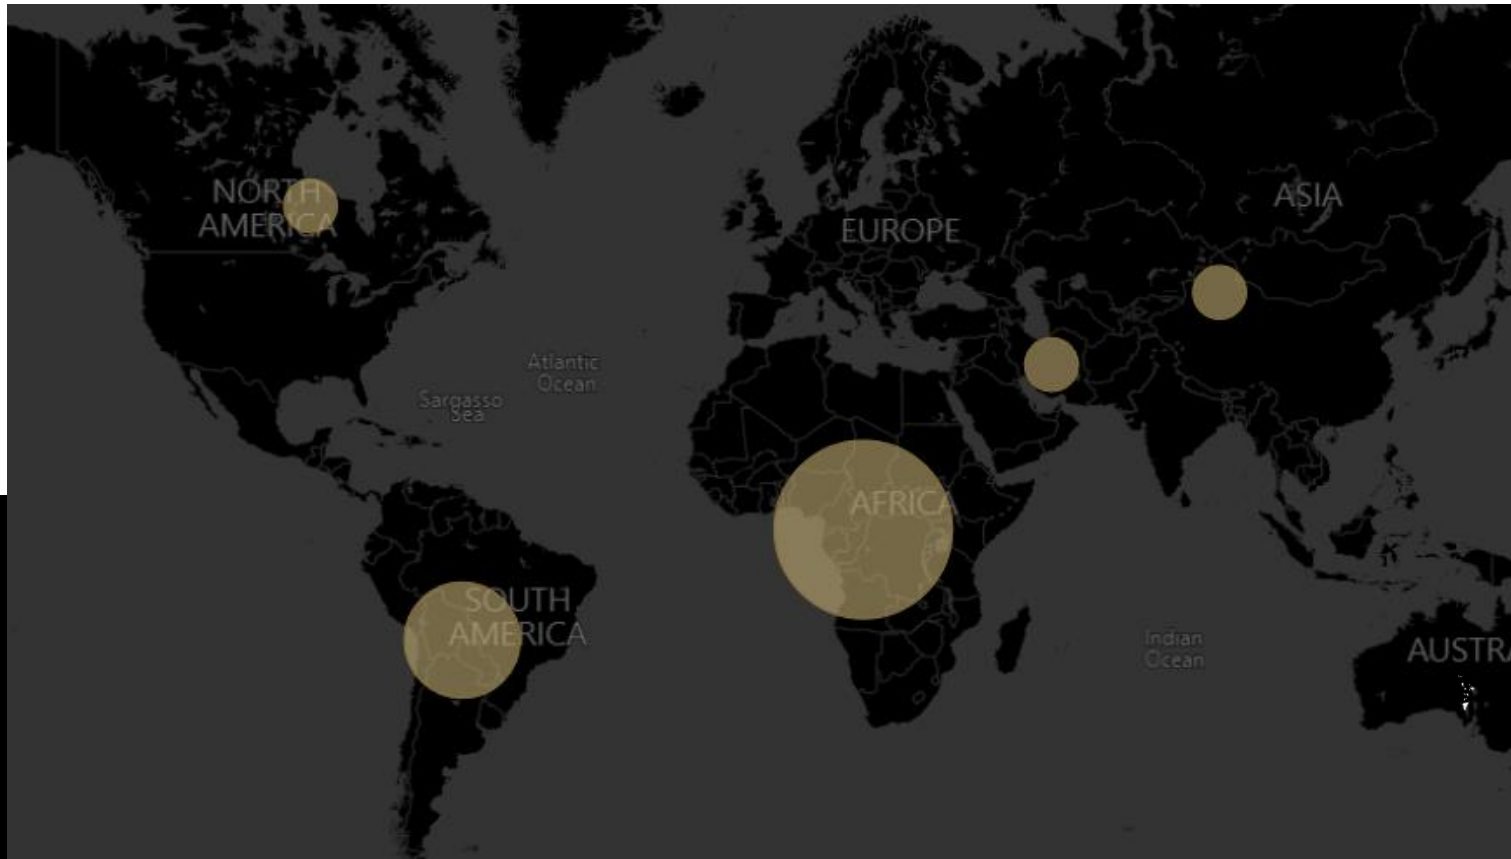 NORTH
AMERICA
EUROPE
ASIA
Atlantic
Ocean
Sargasso
Sea
AFRICA
SOUTH
AMERICA
Indian
Ocean
AUSTRA